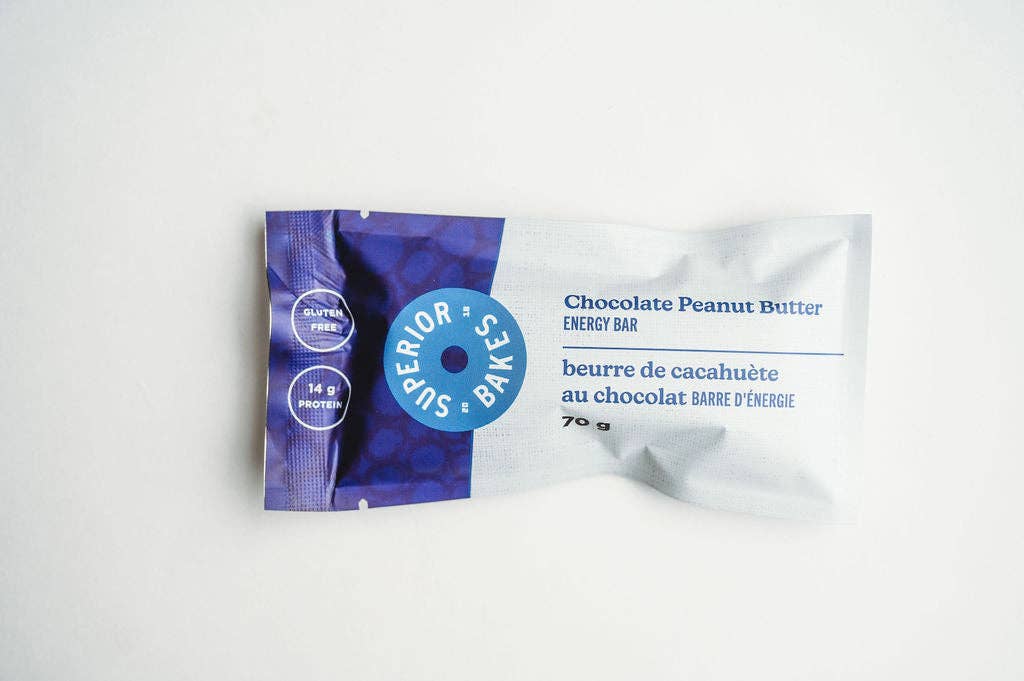 GLUTEN
FREE
14 g
PROTEIN
SUPERIOR
BAKES
Chocolate Peanut Butter
ENERGY BAR
beurre de cacahuète
au chocolat BARRE D'ÉNERGIE
70 g